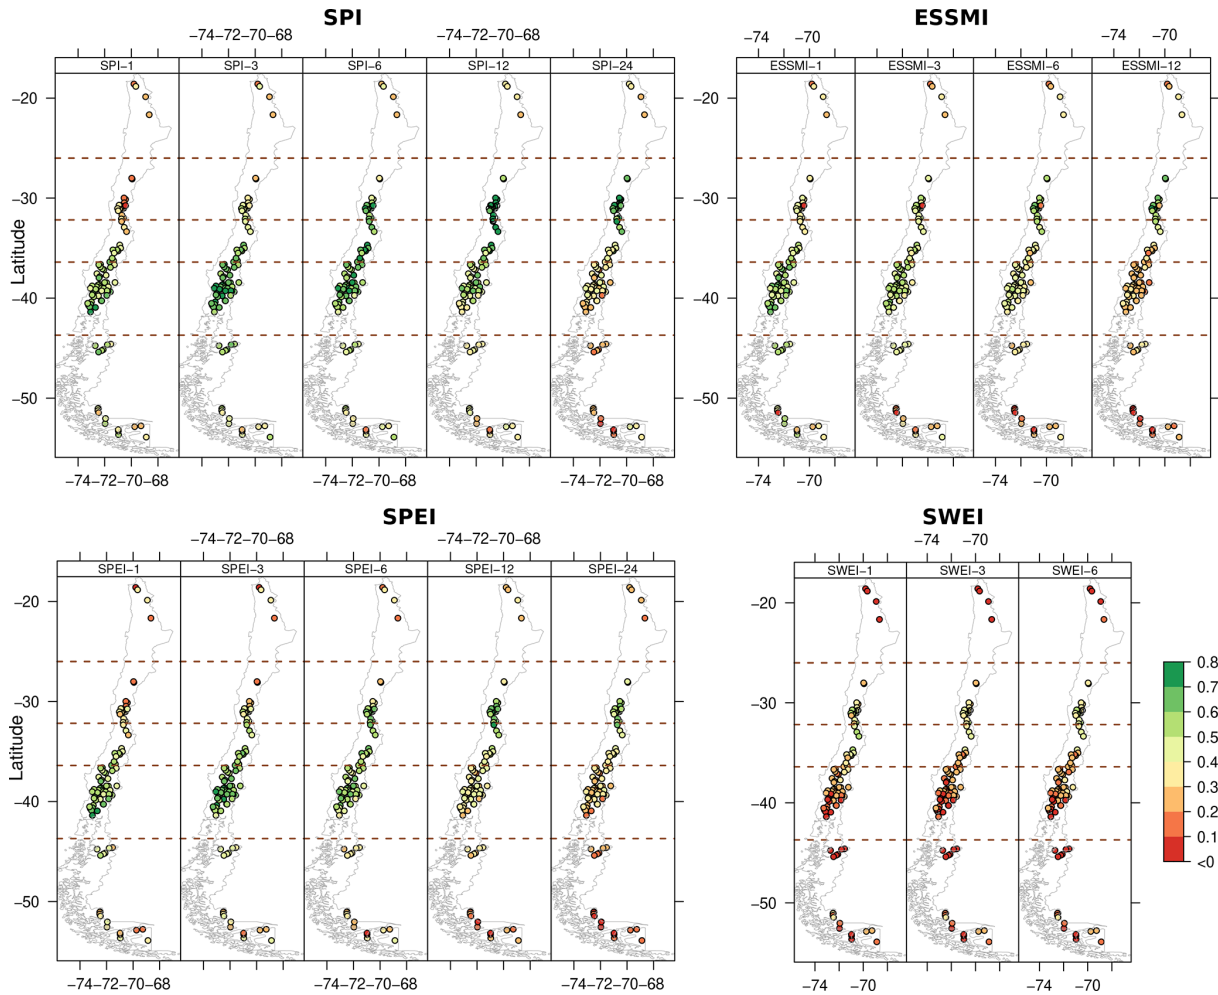 SPI
ESSMI
−74−72−70−68
−74−72−70−68
−74 −70
−74 −70
SPI−1
SPI−3
SPI−6
SPI−12
SPI−24
ESSMI−1
ESSMI−3
ESSMI−6
ESSMI−12
−20
−30
−40
−50
Latitude
−20
−30
−40
−50
−74−72−70−68
−74−72−70−68
−74−72−70−68
−74 −70
−74 −70
SPEI
SWEI
−74−72−70−68
−74−72−70−68
−74 −70
SPEI−1
SPEI−3
SPEI−6
SPEI−12
SPEI−24
SWEI−1
SWEI−3
SWEI−6
−20
−30
−40
−50
Latitude
−20
−30
−40
−50
0.8
0.7
0.6
0.5
0.4
0.3
0.2
0.1
<0
−74−72−70−68
−74−72−70−68
−74−72−70−68
−74 −70
−74 −70